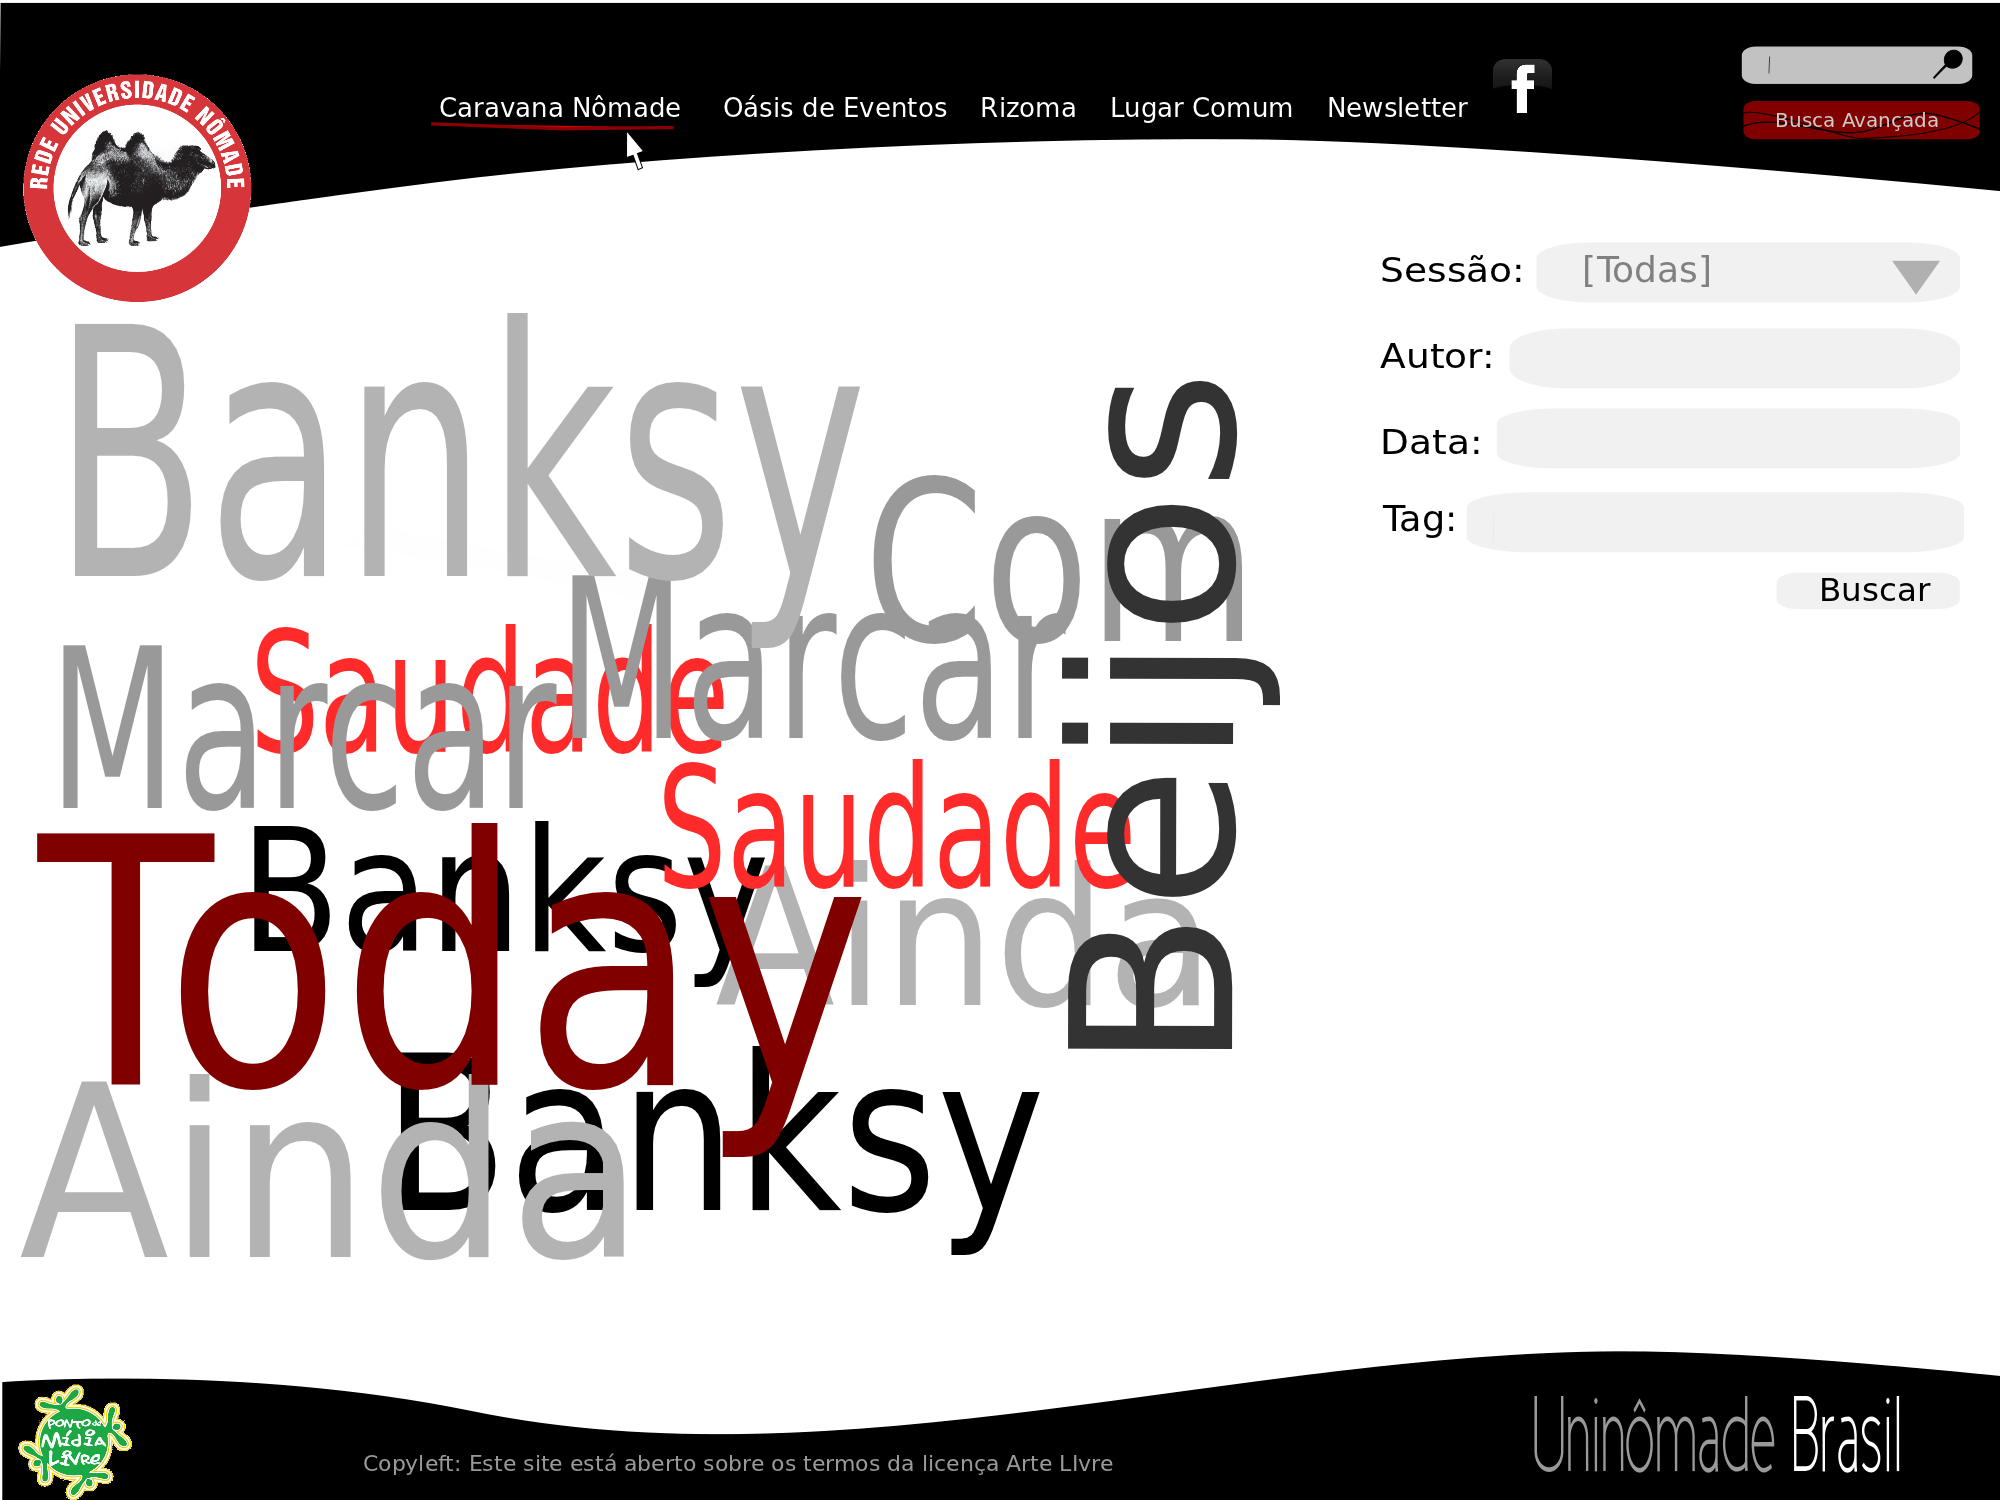 REDE UNIVERSIDADE NÔMADE
Caravana Nômade Oásis de Eventos Rizoma Lugar Comum Newsletter f
Busca Avançada
Sessão: [Todas]
Autor:
Data:
Tag:
Buscar
Banksy
Com
Beijos
Marcar
Saudade
Marcar
Saudade
Banksy
Today
Ainda
Banksy
Ainda
PONTO de
Mídia
LiVRe
Copyleft: Este site está aberto sobre os termos da licença Arte LIvre
Uninômade Brasil